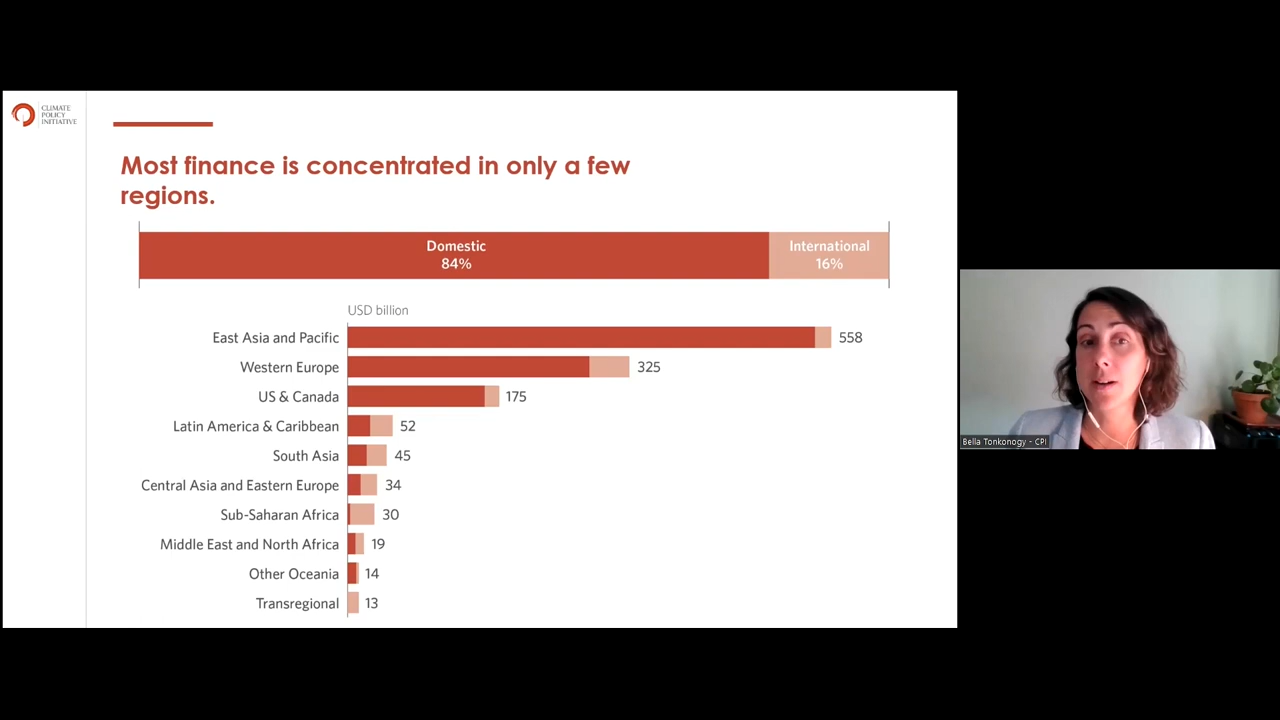 CLIMATE
POLICY
INITIATIVE
Most finance is concentrated in only a few
regions.
Domestic
84%
International
16%
USD billion
East Asia and Pacific 558
Western Europe 325
US & Canada 175
Latin America & Caribbean 52
South Asia 45
Central Asia and Eastern Europe 34
Sub-Saharan Africa 30
Middle East and North Africa 19
Other Oceania 14
Transregional 13
Bella Tonkonogy - CPI